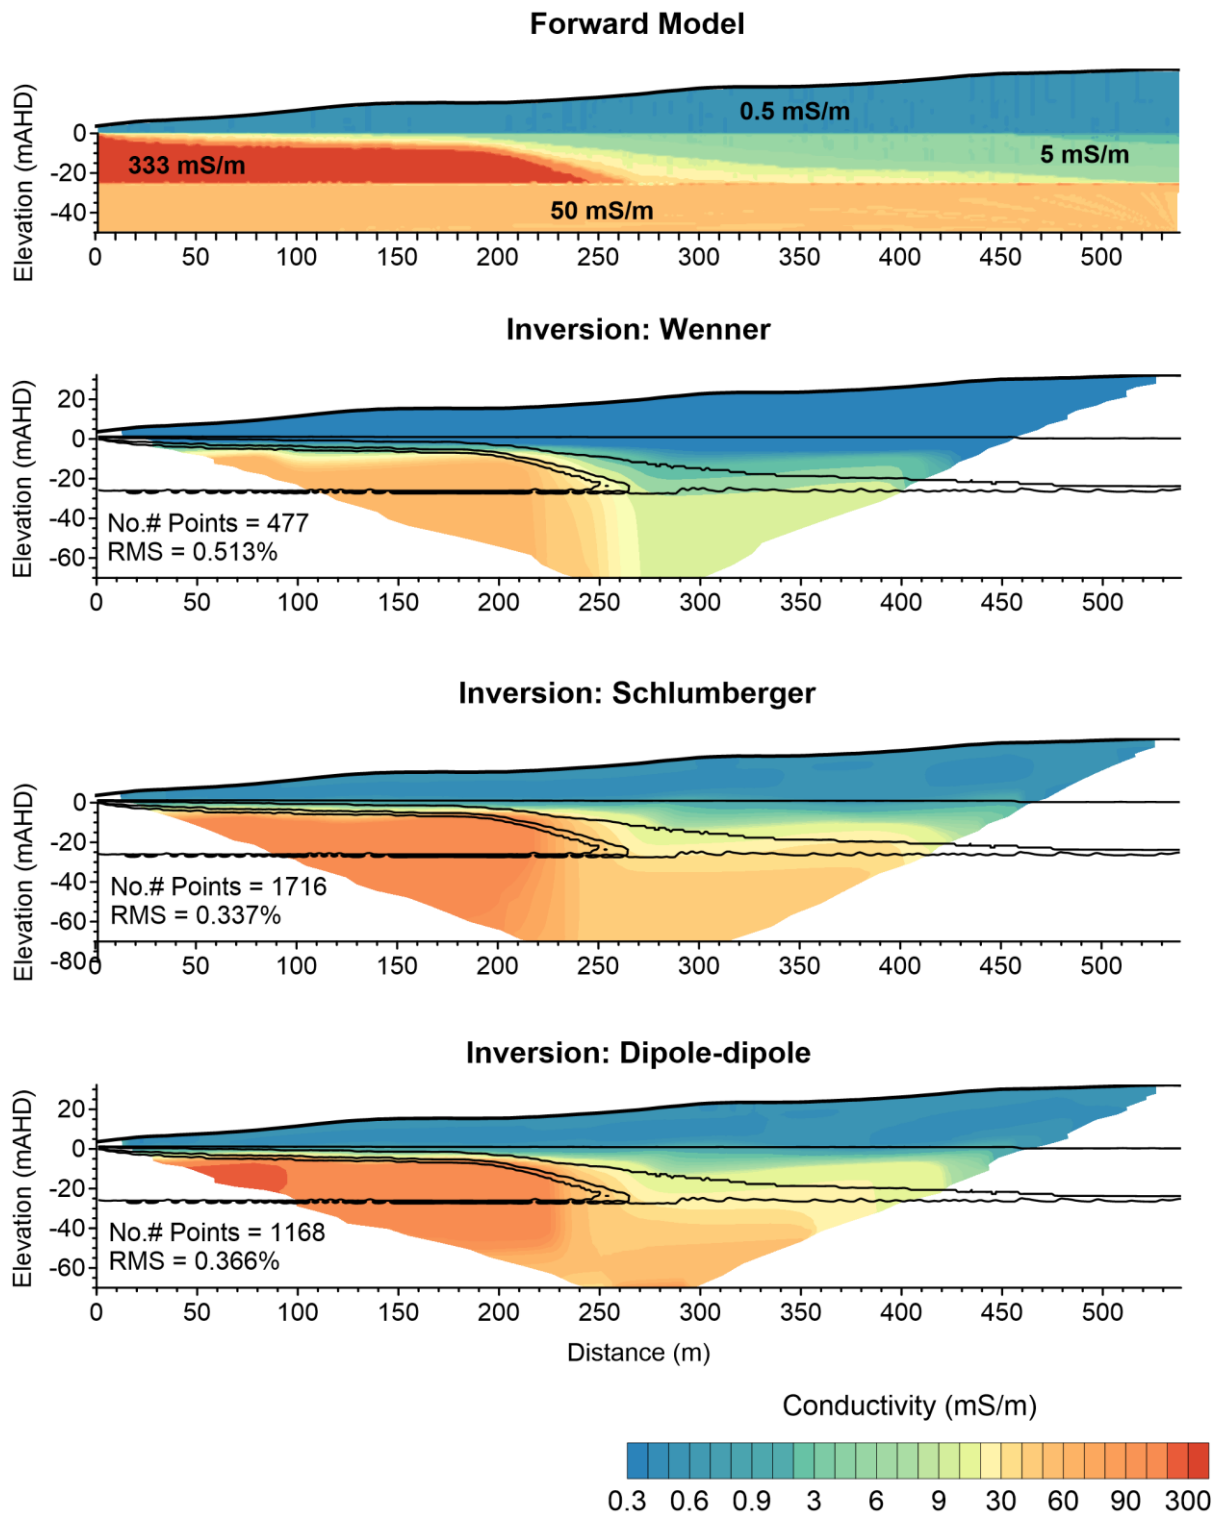 Forward Model
Elevation (mAHD)
0
-20
-40
0.5 mS/m
333 mS/m
5 mS/m
50 mS/m
0 50 100 150 200 250 300 350 400 450 500
Inversion: Wenner
Elevation (mAHD)
20
0
-20
-40
-60
No.# Points = 477
RMS = 0.513%
0 50 100 150 200 250 300 350 400 450 500
Inversion: Schlumberger
Elevation (mAHD)
0
-20
-40
-60
-80
No.# Points = 1716
RMS = 0.337%
0 50 100 150 200 250 300 350 400 450 500
Inversion: Dipole-dipole
Elevation (mAHD)
20
0
-20
-40
-60
No.# Points = 1168
RMS = 0.366%
0 50 100 150 200 250 300 350 400 450 500
Distance (m)
Conductivity (mS/m)
0.3 0.6 0.9 3 6 9 30 60 90 300